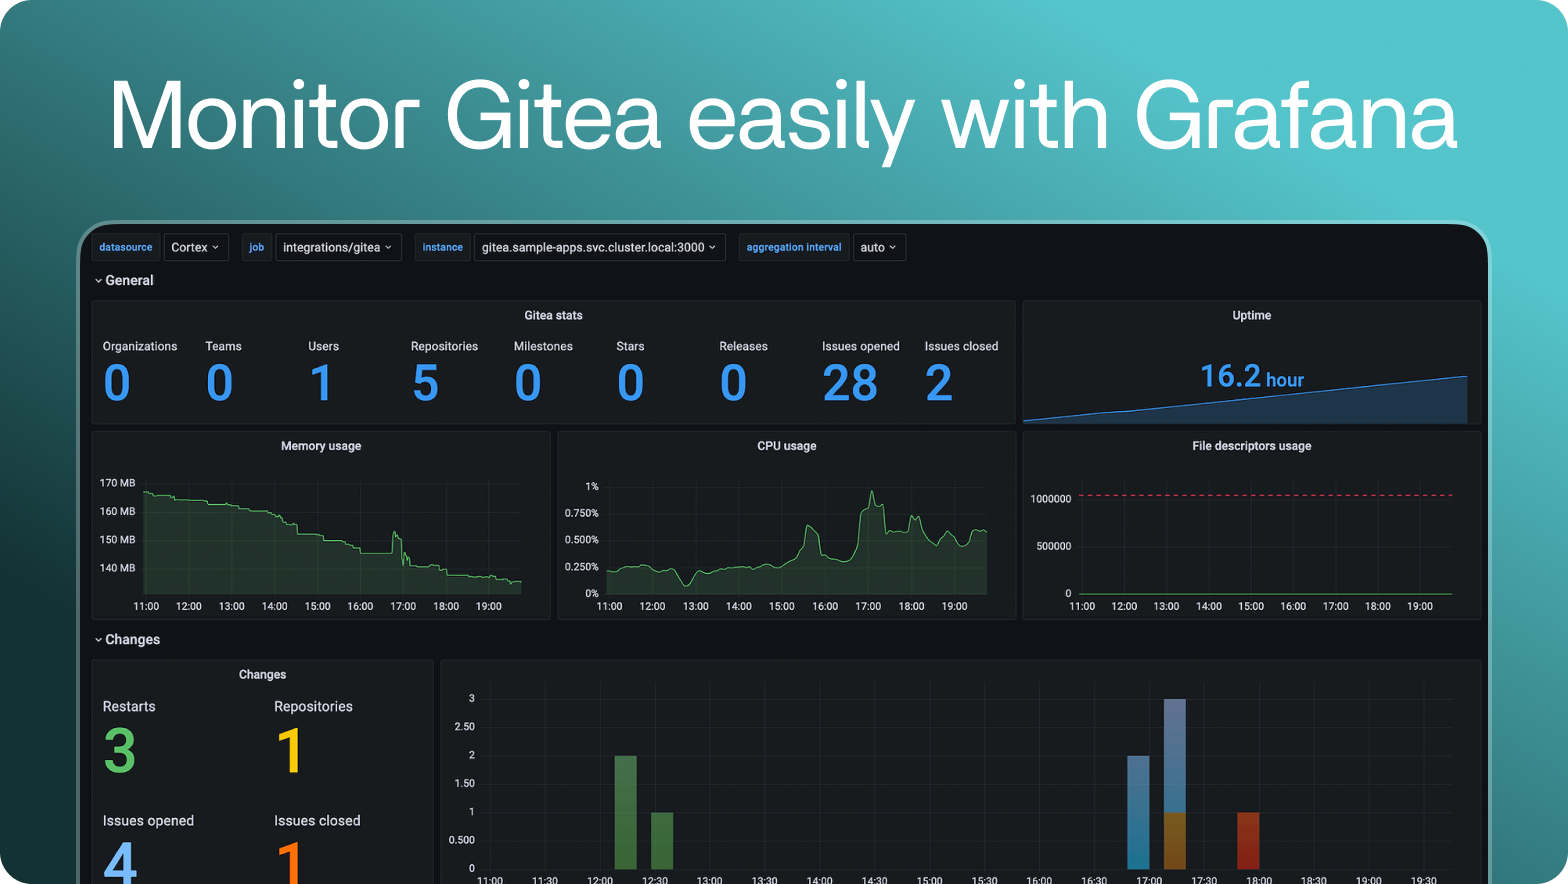 Monitor Gitea easily with Grafana
datasource Cortex job integrations/gitea instance gitea.sample-apps.svc.cluster.local:3000 aggregation interval auto
General
Gitea stats
Organizations Teams Users Repositories Milestones Stars Releases Issues opened Issues closed
0 0 1 5 0 0 0 28 2
Uptime
16.2 hour
Memory usage
170 MB
160 MB
150 MB
140 MB
11:00 12:00 13:00 14:00 15:00 16:00 17:00 18:00 19:00
CPU usage
1%
0.750%
0.500%
0.250%
0%
11:00 12:00 13:00 14:00 15:00 16:00 17:00 18:00 19:00
File descriptors usage
1000000
500000
0
11:00 12:00 13:00 14:00 15:00 16:00 17:00 18:00 19:00
Changes
Changes
Restarts Repositories
3 1
Issues opened Issues closed
4 1
3
2.50
2
1.50
1
0.500
0
11:00 11:30 12:00 12:30 13:00 13:30 14:00 14:30 15:00 15:30 16:00 16:30 17:00 17:30 18:00 18:30 19:00 19:30